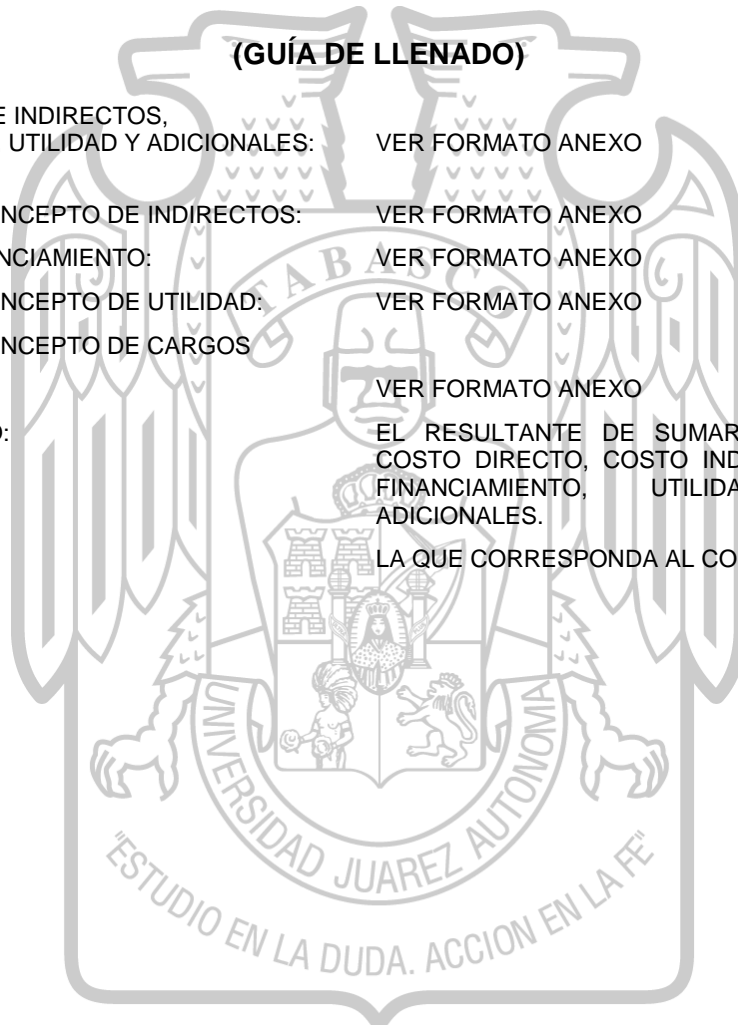 (GUÍA DE LLENADO)
E INDIRECTOS,
UTILIDAD Y ADICIONALES: VER FORMATO ANEXO
NCEPTO DE INDIRECTOS: VER FORMATO ANEXO
NCIAMIENTO: VER FORMATO ANEXO
NCEPTO DE UTILIDAD: VER FORMATO ANEXO
NCEPTO DE CARGOS
VER FORMATO ANEXO
O: EL RESULTANTE DE SUMAR
COSTO DIRECTO, COSTO IND
FINANCIAMIENTO, UTILIDA
ADICIONALES.
LA QUE CORRESPONDA AL CO
TABASCO
UNIVERSIDAD JUAREZ AUTONOMA
"ESTUDIO EN LA DUDA. ACCION EN LA FE"